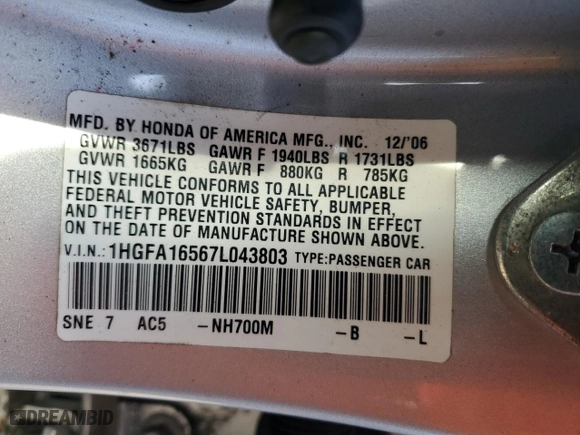 MFD. BY HONDA OF AMERICA MFG., INC. 12/'06
GVWR 3671LBS GAWR F 1940LBS R 1731LBS
GVWR 1665KG GAWR F 880KG R 785KG
THIS VEHICLE CONFORMS TO ALL APPLICABLE
FEDERAL MOTOR VEHICLE SAFETY, BUMPER,
AND THEFT PREVENTION STANDARDS IN EFFECT
ON THE DATE OF MANUFACTURE SHOWN ABOVE.
V.I.N.: 1HGFA16567L043803 TYPE:PASSENGER CAR
SNE 7 AC5 -NH700M -B -L
DREAMBID